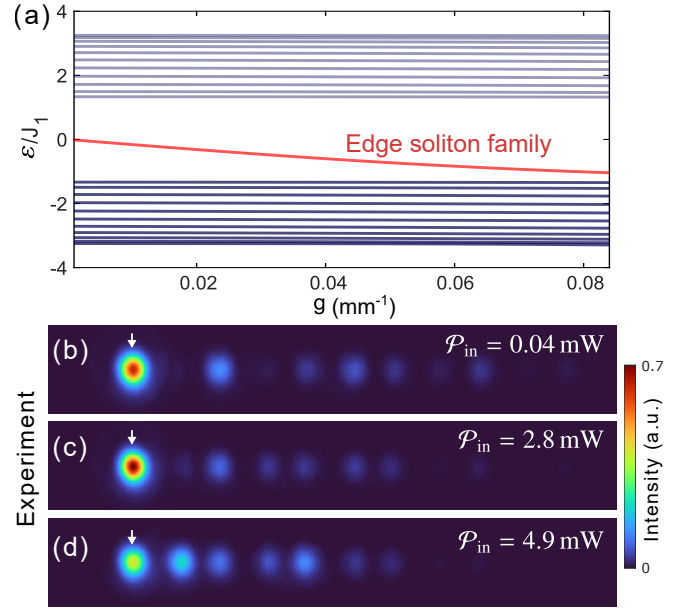 (a)
4
2
0
-2
-4
ε/J₁
Edge soliton family
0.02
0.04
0.06
0.08
g (mm⁻¹)
Experiment
(b)
𝒫ᵢₙ = 0.04 mW
(c)
𝒫ᵢₙ = 2.8 mW
(d)
𝒫ᵢₙ = 4.9 mW
0.7
Intensity (a.u.)
0